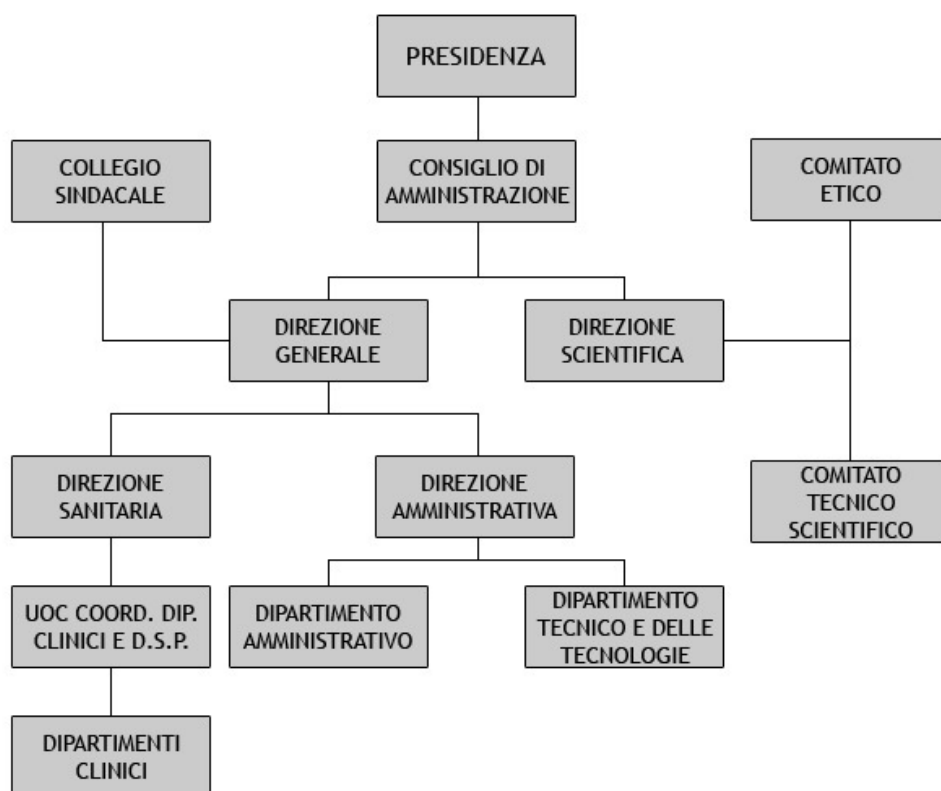 PRESIDENZA
COLLEGIO
SINDACALE
CONSIGLIO DI
AMMINISTRAZIONE
COMITATO
ETICO
DIREZIONE
GENERALE
DIREZIONE
SCIENTIFICA
DIREZIONE
SANITARIA
DIREZIONE
AMMINISTRATIVA
COMITATO
TECNICO
SCIENTIFICO
UOC COORD. DIP.
CLINICI E D.S.P.
DIPARTIMENTO
AMMINISTRATIVO
DIPARTIMENTO
TECNICO E DELLE
TECNOLOGIE
DIPARTIMENTI
CLINICI